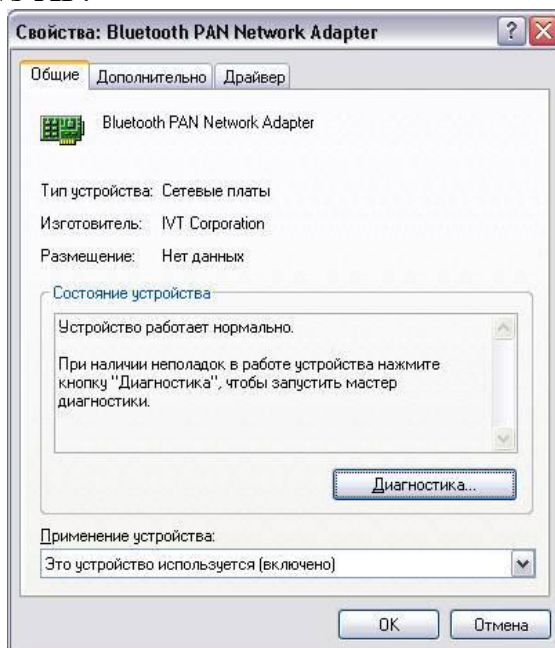 Свойства: Bluetooth PAN Network Adapter
Общие Дополнительно Драйвер
Bluetooth PAN Network Adapter
Тип устройства: Сетевые платы
Изготовитель: IVT Corporation
Размещение: Нет данных
Состояние устройства
Устройство работает нормально.
При наличии неполадок в работе устройства нажмите
кнопку "Диагностика", чтобы запустить мастер
диагностики.
Диагностика...
Применение устройства:
Это устройство используется (включено)
ОК Отмена